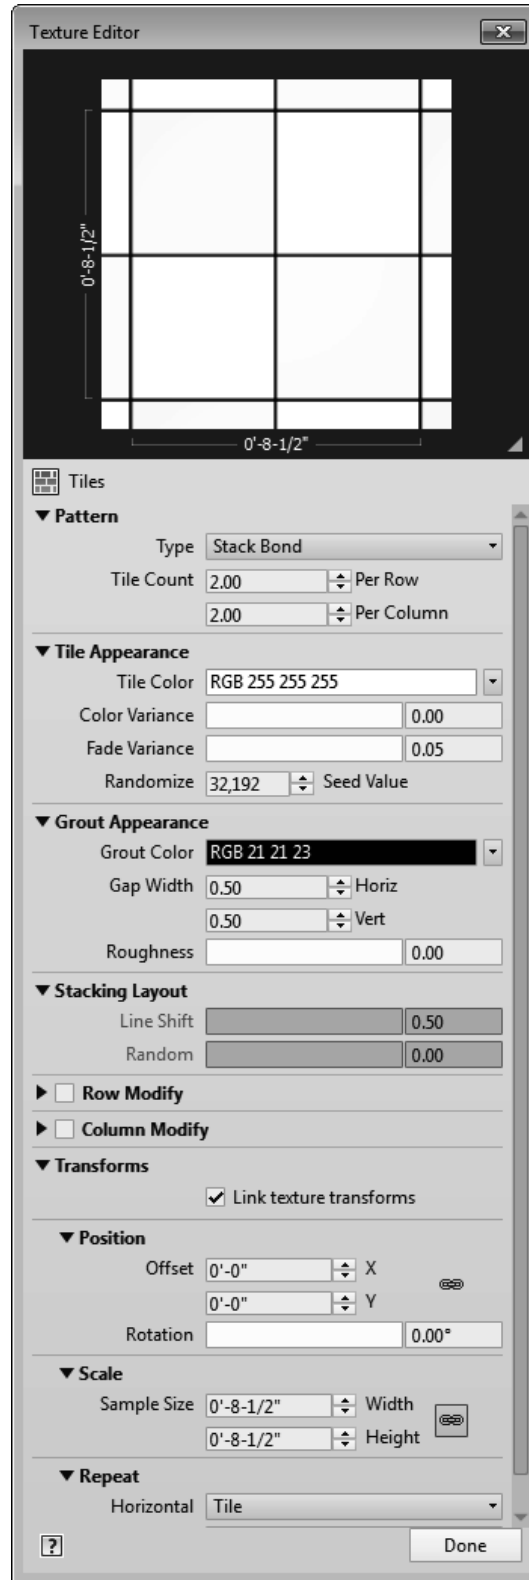 Texture Editor
0'-8-1/2"
0'-8-1/2"
Tiles
Pattern
Type Stack Bond
Tile Count 2.00 Per Row
2.00 Per Column
Tile Appearance
Tile Color RGB 255 255 255
Color Variance 0.00
Fade Variance 0.05
Randomize 32,192 Seed Value
Grout Appearance
Grout Color RGB 21 21 23
Gap Width 0.50 Horiz
0.50 Vert
Roughness 0.00
Stacking Layout
Line Shift 0.50
Random 0.00
Row Modify
Column Modify
Transforms
Link texture transforms
Position
Offset 0'-0" X
0'-0" Y
Rotation 0.00°
Scale
Sample Size 0'-8-1/2" Width
0'-8-1/2" Height
Repeat
Horizontal Tile
? Done